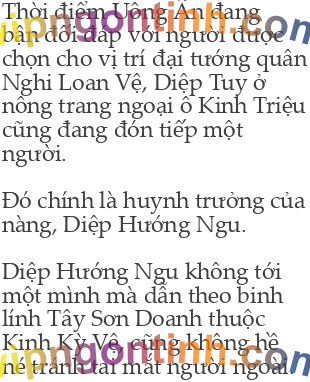 Thời điểm Uông Ấn đang
bận đối đáp với người được
chọn cho vị trí đại tướng quân
Nghi Loan Vệ, Diệp Tuy ở
nông trang ngoại ô Kinh Triệu
cũng đang đón tiếp một
người.
Đó chính là huynh trưởng của
nàng, Diệp Hướng Ngu.
Diệp Hướng Ngu không tới
một mình mà dẫn theo binh
lính Tây Sơn Doanh thuộc
Kinh Kỳ Vệ, cũng không hề
né tránh tai mắt người ngoài.
vipngontinh.com
vipngontinh.com